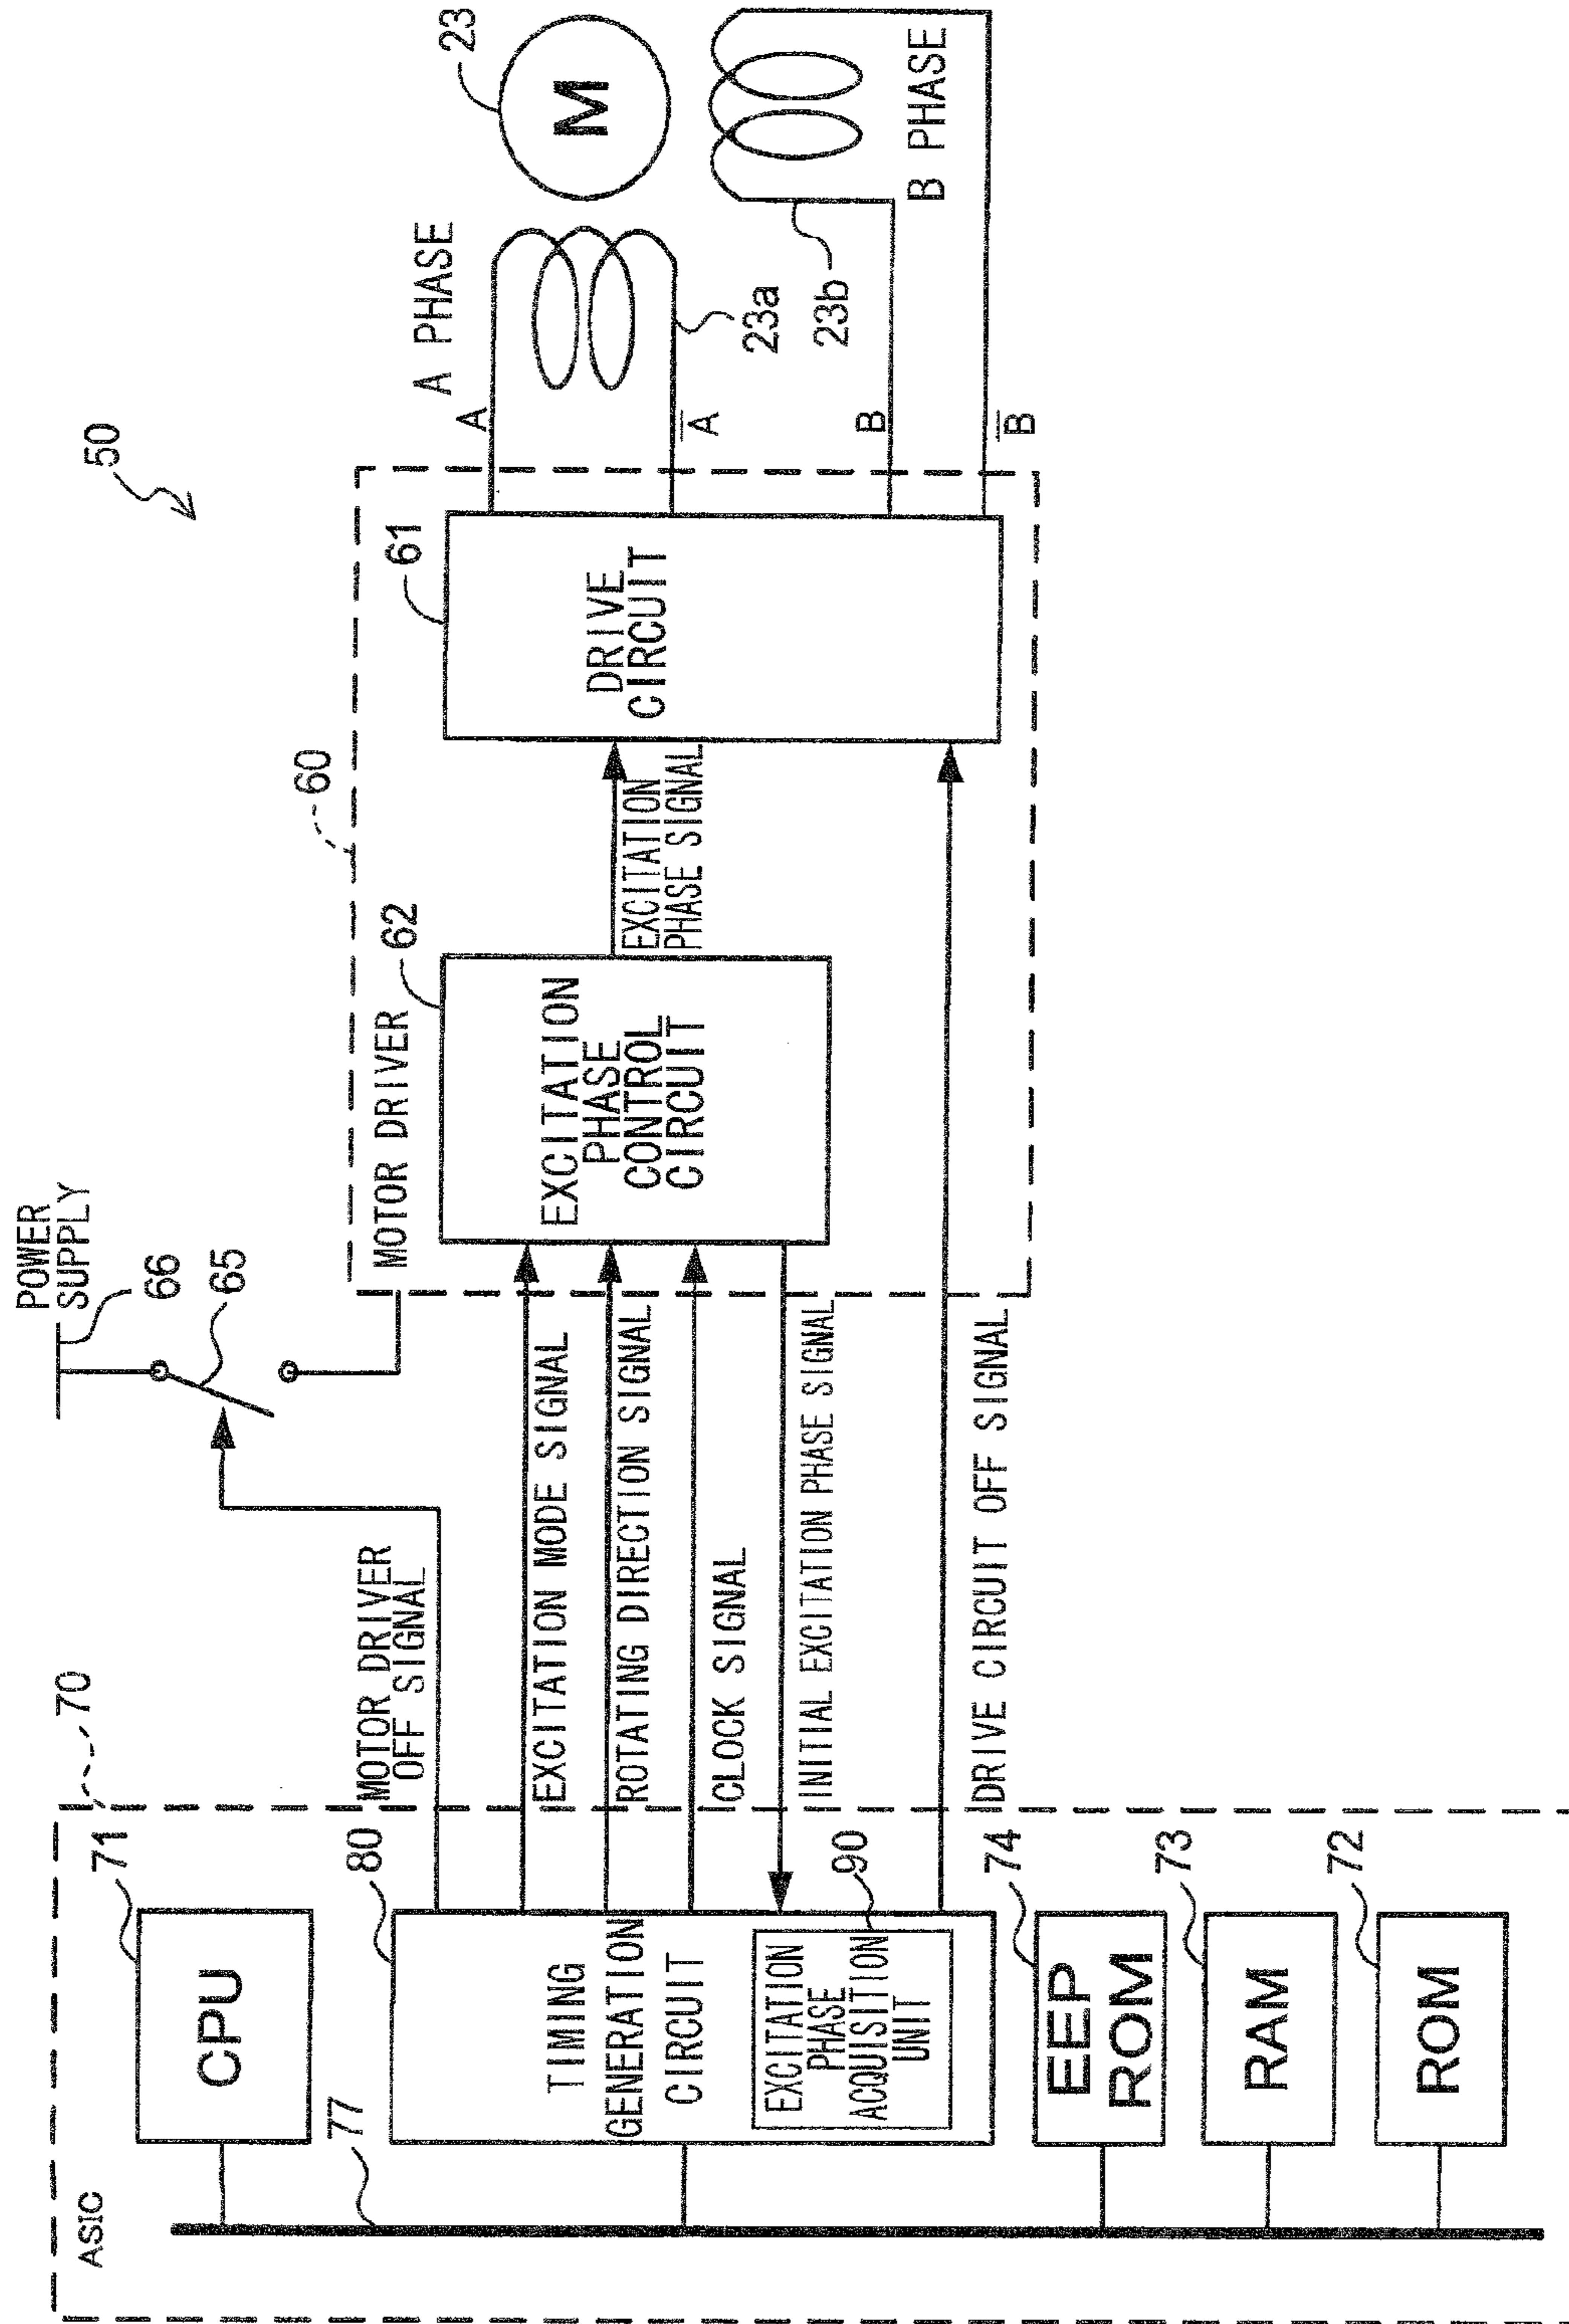 50
ASIC
70
CPU
71
77
TIMING
GENERATION
CIRCUIT
80
EXCITATION
PHASE
ACQUISITION
UNIT
90
EEP
ROM
74
RAM
73
ROM
72
POWER
SUPPLY
66
65
MOTOR DRIVER
OFF SIGNAL
EXCITATION MODE SIGNAL
ROTATING DIRECTION SIGNAL
CLOCK SIGNAL
INITIAL EXCITATION PHASE SIGNAL
DRIVE CIRCUIT OFF SIGNAL
MOTOR DRIVER
60
EXCITATION
PHASE
CONTROL
CIRCUIT
62
EXCITATION
PHASE SIGNAL
DRIVE
CIRCUIT
61
A PHASE
A
A̅
B
B̅
23a
23b
M
23
B PHASE